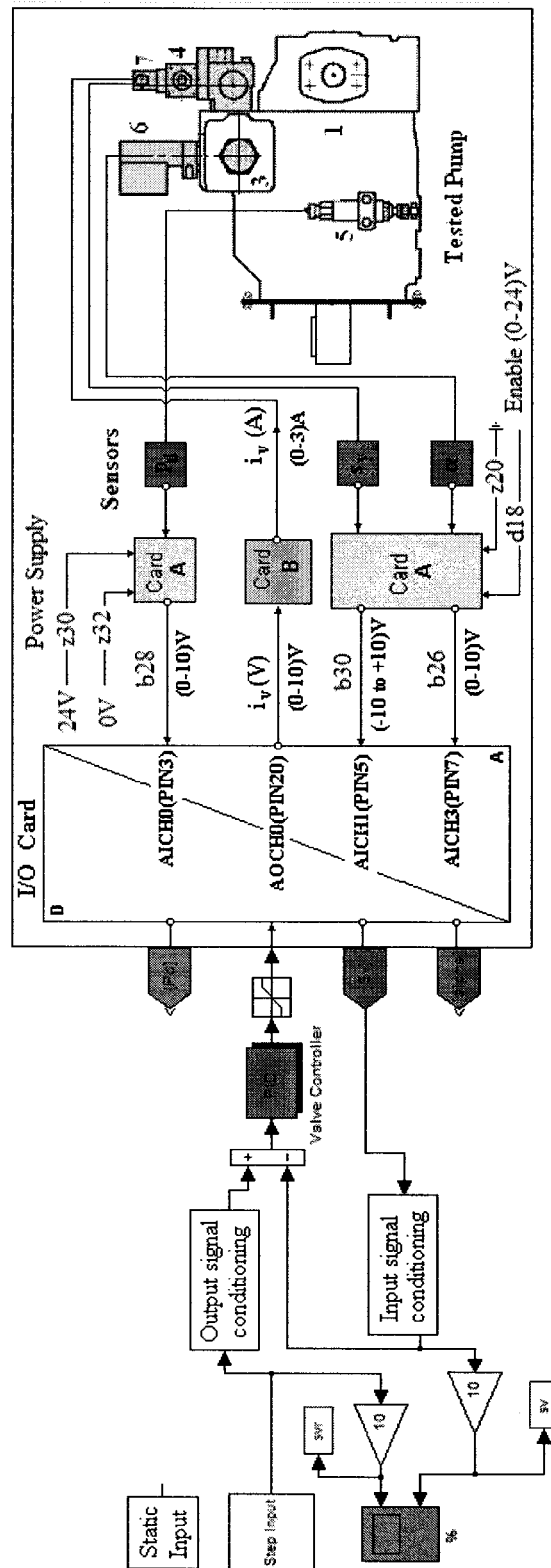 Static
Input
Step Input
svr
10
%
10
sv
Output signal
conditioning
Input signal
conditioning
+
-
Valve Controller
I/O Card
D
A
AICH0(PIN3)
AOCH0(PIN20)
AICH1(PIN5)
AICH3(PIN7)
Power Supply
24V
z30
0V
z32
b28
(0-10)V
iv (V)
(0-10)V
b30
(-10 to +10)V
b26
(0-10)V
Card
A
Card
B
Card
A
Sensors
iv (A)
(0-3)A
z20
d18
Enable (0-24)V
Tested Pump
1
3
4
5
6
7